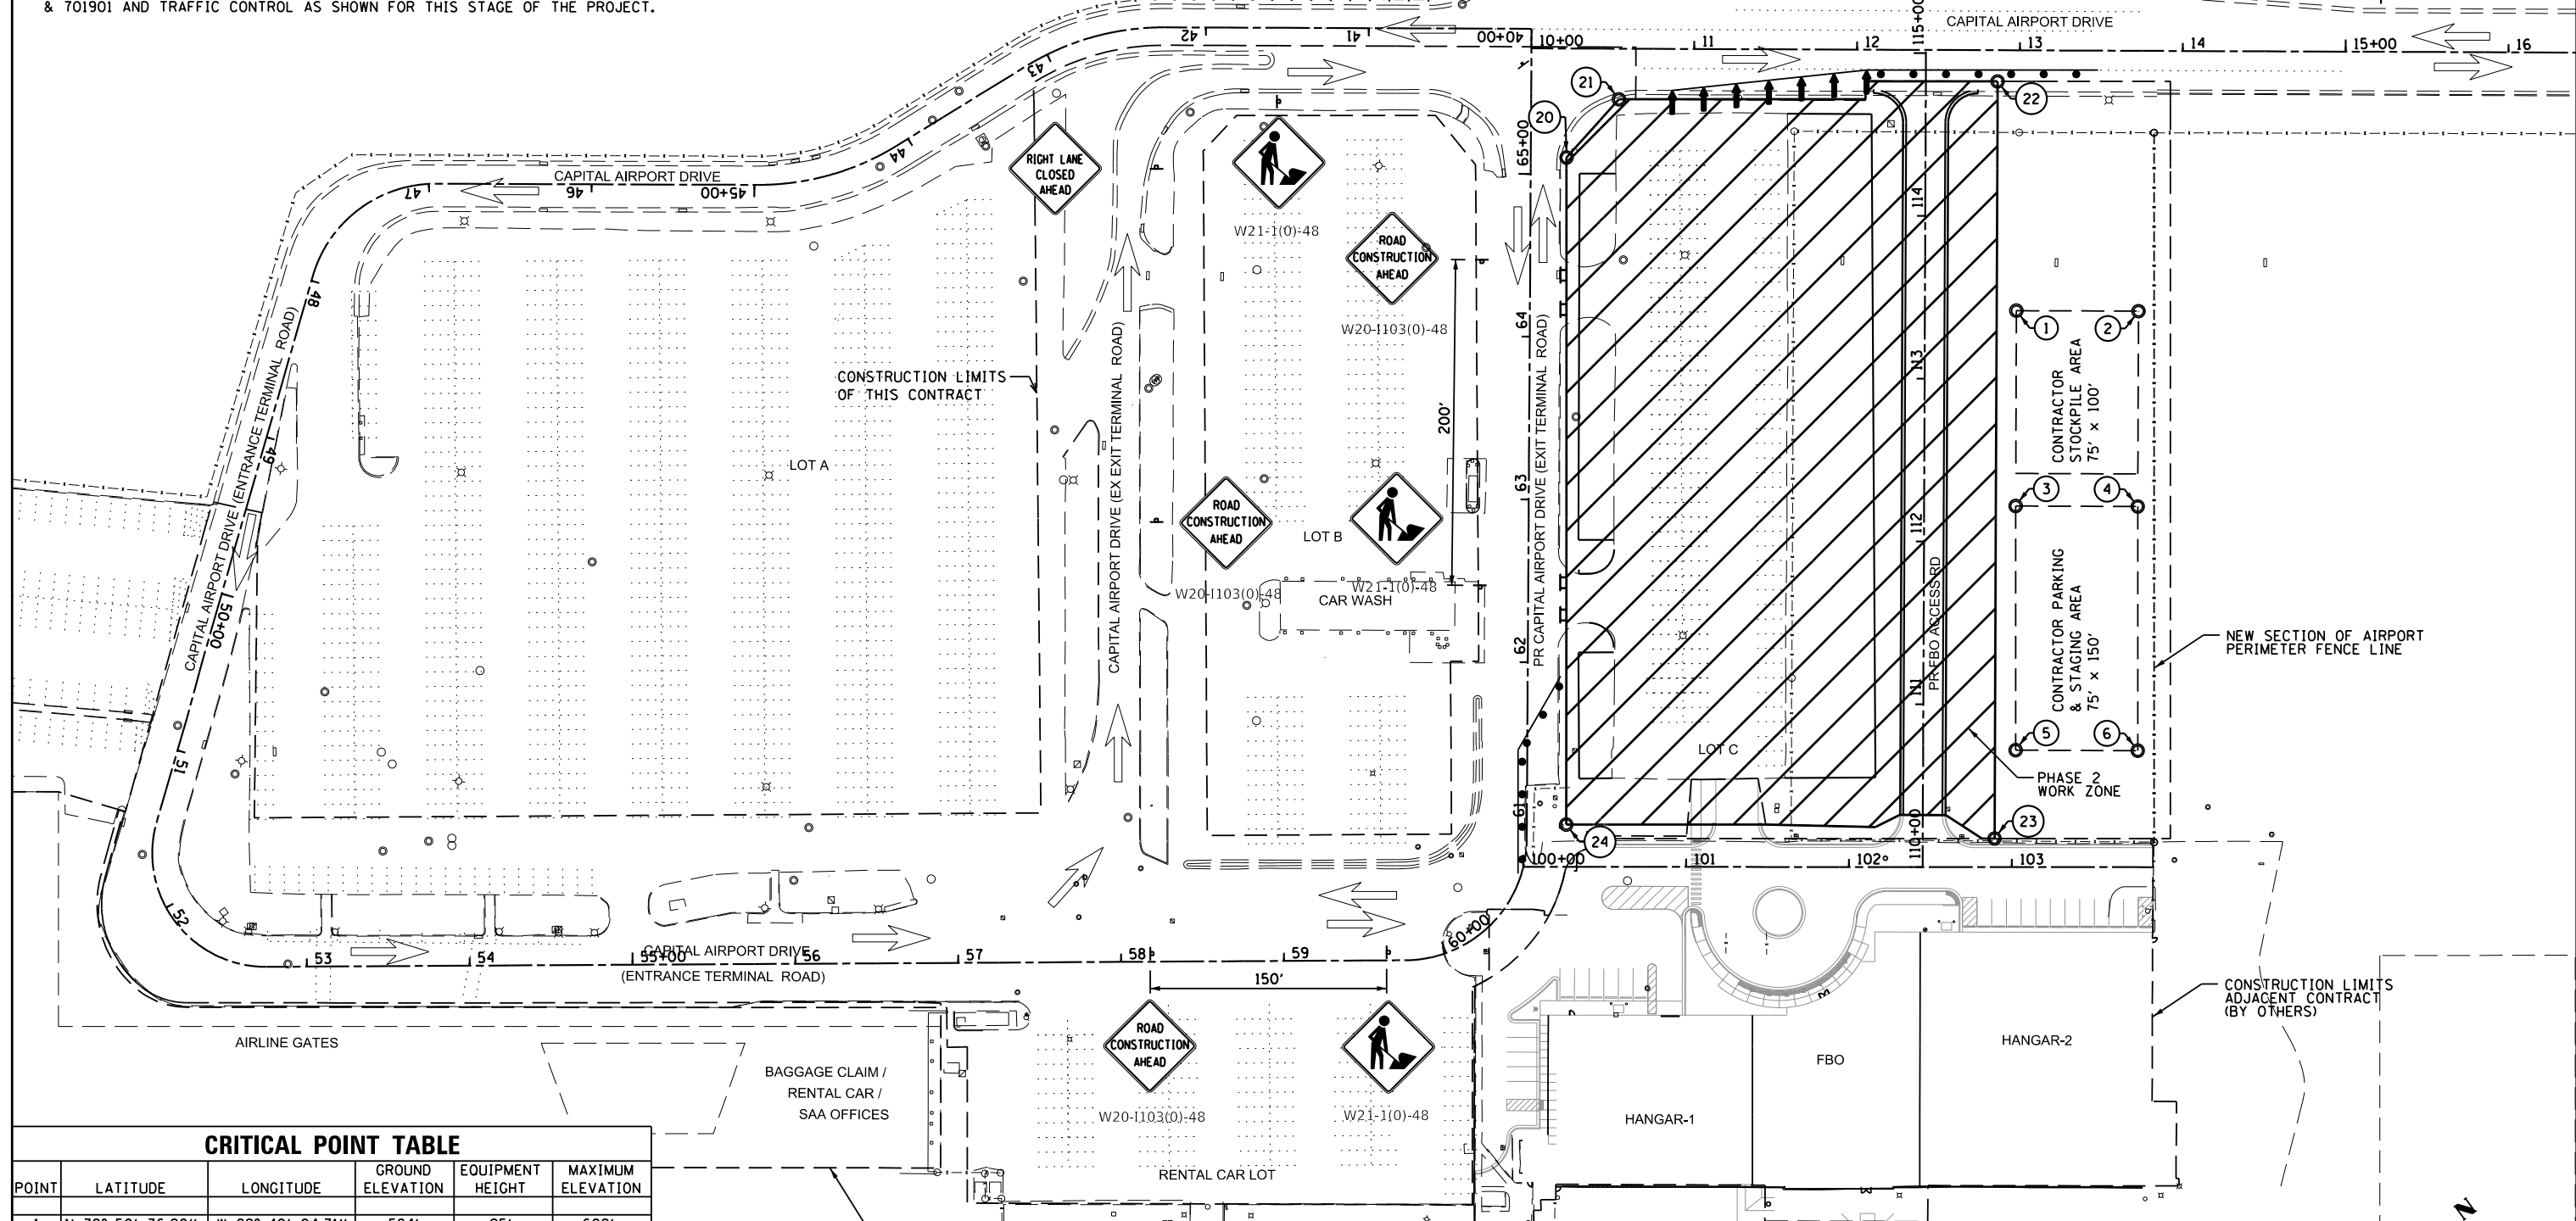 & 701901 AND TRAFFIC CONTROL AS SHOWN FOR THIS STAGE OF THE PROJECT.
CAPITAL AIRPORT DRIVE
115+00
42
41
40+00
10+00
11
12
13
14
15+00
16
43
44
45+00
46
47
CAPITAL AIRPORT DRIVE
48
49
50+00
51
52
CAPITAL AIRPORT DRIVE (ENTRANCE TERMINAL ROAD)
RIGHT LANE
CLOSED
AHEAD
W21-1(0)-48
ROAD
CONSTRUCTION
AHEAD
W20-I103(0)-48
CONSTRUCTION LIMITS
OF THIS CONTRACT
LOT A
CAPITAL AIRPORT DRIVE (EX EXIT TERMINAL ROAD)
200'
ROAD
CONSTRUCTION
AHEAD
LOT B
W20-I103(0)-48
W21-1(0)-48
CAR WASH
65+00
64
63
62
61
PR CAPITAL AIRPORT DRIVE (EXIT TERMINAL ROAD)
21
20
22
114
113
112
111
110+00
PR FBO ACCESS RD
1
2
CONTRACTOR
STOCKPILE AREA
75' x 100'
3
4
CONTRACTOR PARKING
& STAGING AREA
75' x 150'
5
6
NEW SECTION OF AIRPORT
PERIMETER FENCE LINE
LOT C
PHASE 2
WORK ZONE
23
24
100+00
101
102
103
53
54
55+00
56
57
58
59
60+00
CAPITAL AIRPORT DRIVE
(ENTRANCE TERMINAL ROAD)
150'
ROAD
CONSTRUCTION
AHEAD
W20-I103(0)-48
W21-1(0)-48
RENTAL CAR LOT
AIRLINE GATES
BAGGAGE CLAIM /
RENTAL CAR /
SAA OFFICES
HANGAR-1
FBO
HANGAR-2
CONSTRUCTION LIMITS
ADJACENT CONTRACT
(BY OTHERS)
N
CRITICAL POINT TABLE
POINT
LATITUDE
LONGITUDE
GROUND
ELEVATION
EQUIPMENT
HEIGHT
MAXIMUM
ELEVATION